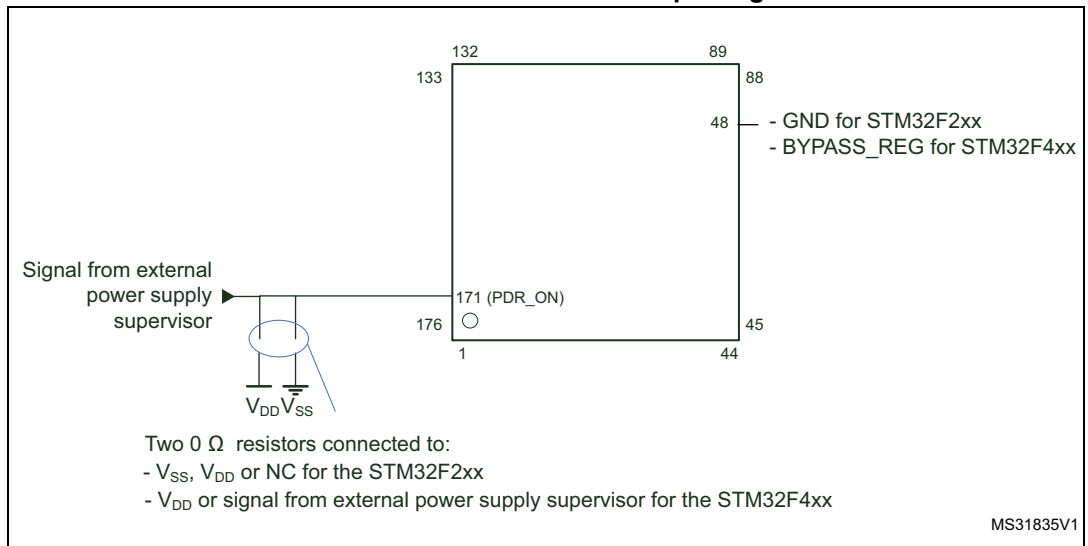 132 89
133 88
48 - GND for STM32F2xx
- BYPASS_REG for STM32F4xx
Signal from external
power supply
supervisor
171 (PDR_ON)
176 45
1 44
VDD VSS
Two 0 Ω resistors connected to:
- VSS, VDD or NC for the STM32F2xx
- VDD or signal from external power supply supervisor for the STM32F4xx
MS31835V1